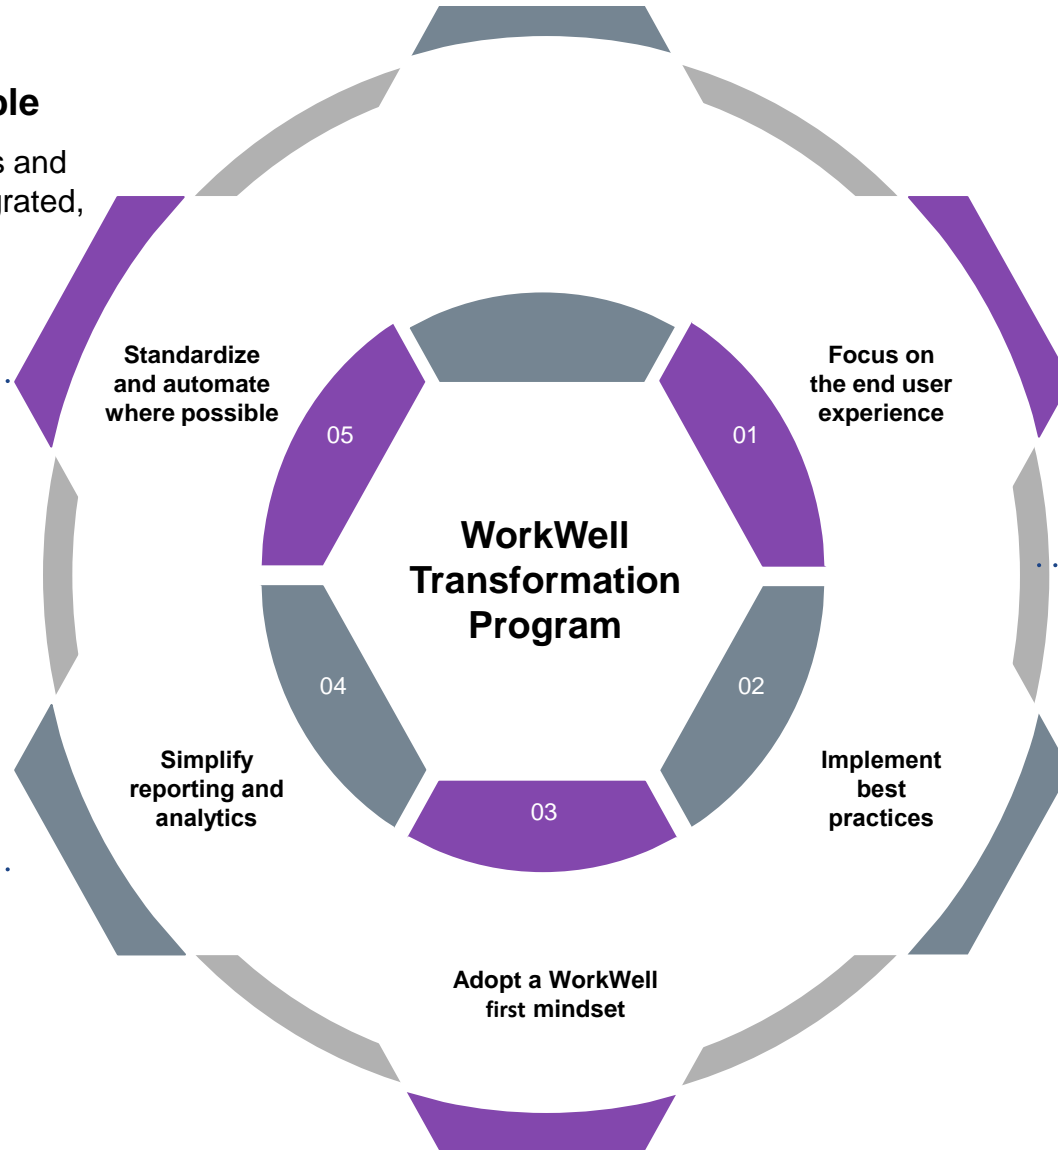 ple
s and
grated,
Standardize
and automate
where possible
Focus on
the end user
experience
05
01
WorkWell
Transformation
Program
04
02
Simplify
reporting and
analytics
Implement
best
practices
03
Adopt a WorkWell
first mindset